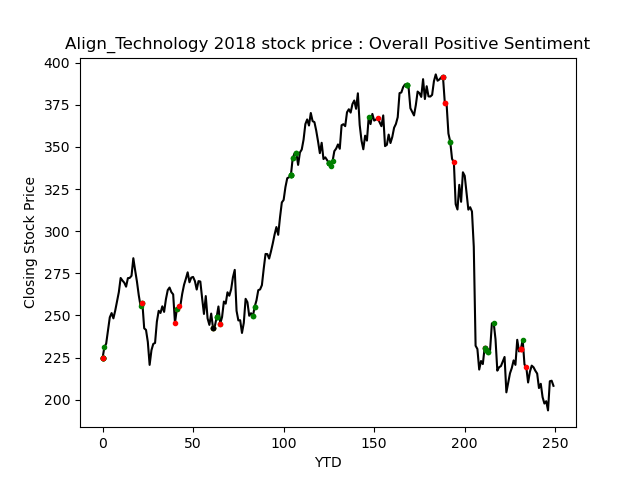 Align_Technology 2018 stock price : Overall Positive Sentiment
400
375
350
325
300
275
250
225
200
Closing Stock Price
0 50 100 150 200 250
YTD